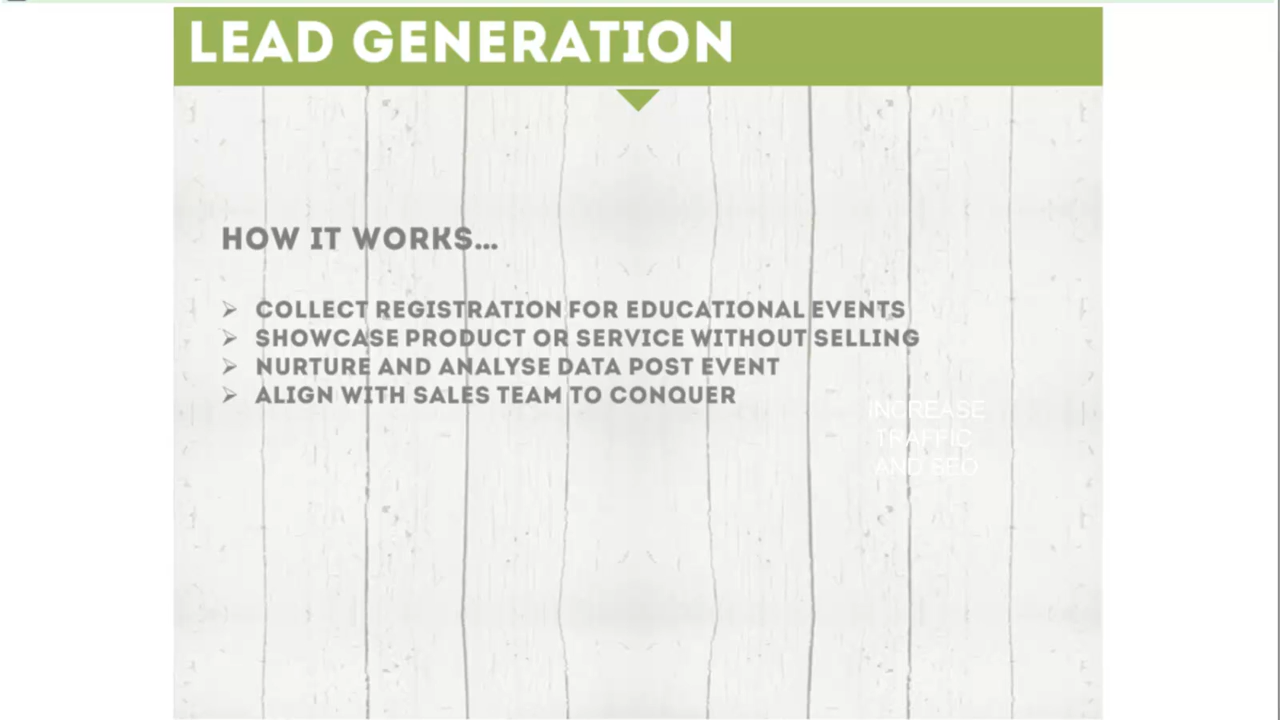 LEAD GENERATION
HOW IT WORKS...
➢ COLLECT REGISTRATION FOR EDUCATIONAL EVENTS
➢ SHOWCASE PRODUCT OR SERVICE WITHOUT SELLING
➢ NURTURE AND ANALYSE DATA POST EVENT
➢ ALIGN WITH SALES TEAM TO CONQUER
INCREASE
TRAFFIC
AND SEO